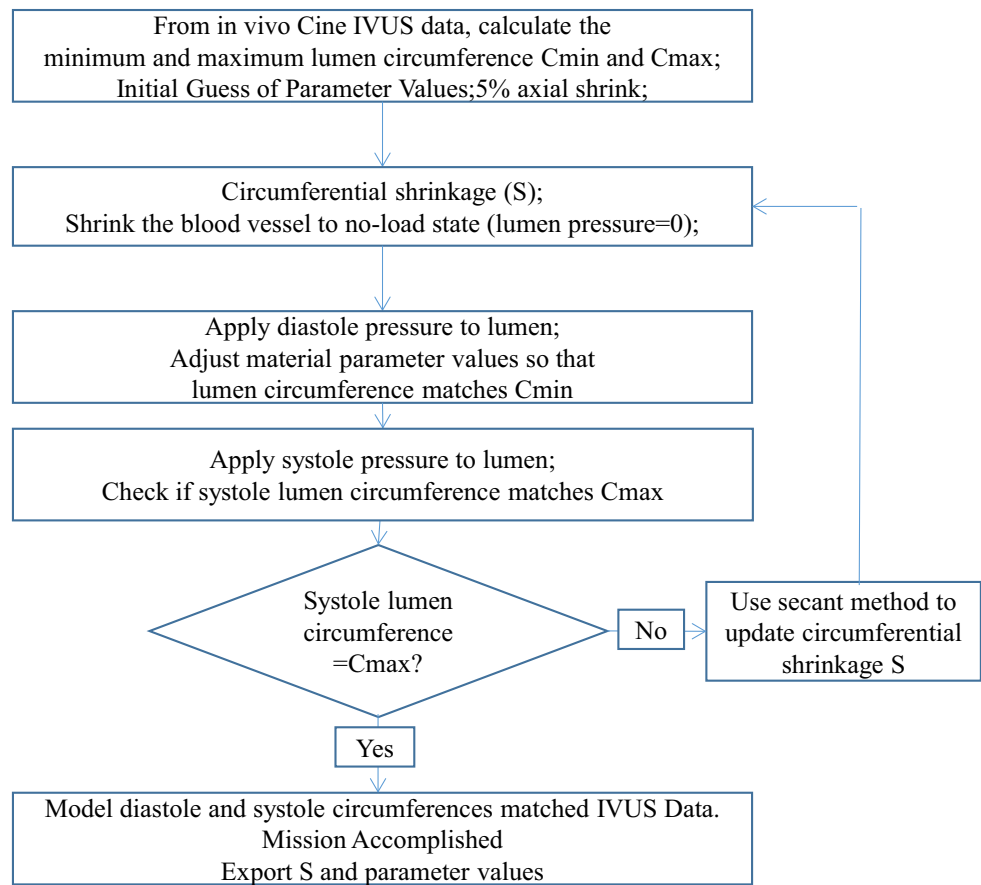 From in vivo Cine IVUS data, calculate the
minimum and maximum lumen circumference Cmin and Cmax;
Initial Guess of Parameter Values;5% axial shrink;
Circumferential shrinkage (S);
Shrink the blood vessel to no-load state (lumen pressure=0);
Apply diastole pressure to lumen;
Adjust material parameter values so that
lumen circumference matches Cmin
Apply systole pressure to lumen;
Check if systole lumen circumference matches Cmax
Systole lumen
circumference
=Cmax?
No
Use secant method to
update circumferential
shrinkage S
Yes
Model diastole and systole circumferences matched IVUS Data.
Mission Accomplished
Export S and parameter values